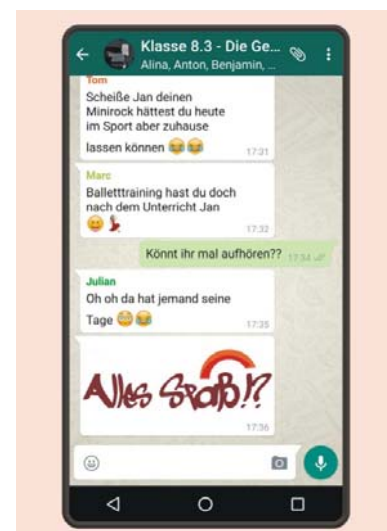 Klasse 8.3 - Die Ge...
Alina, Anton, Benjamin, ...
Tom
Scheiße Jan deinen
Minirock hättest du heute
im Sport aber zuhause
lassen können
17:31
Marc
Balletttraining hast du doch
nach dem Unterricht Jan
17:32
Könnt ihr mal aufhören??
17:34
Julian
Oh oh da hat jemand seine
Tage
17:35
Alles Spaß!?
17:36